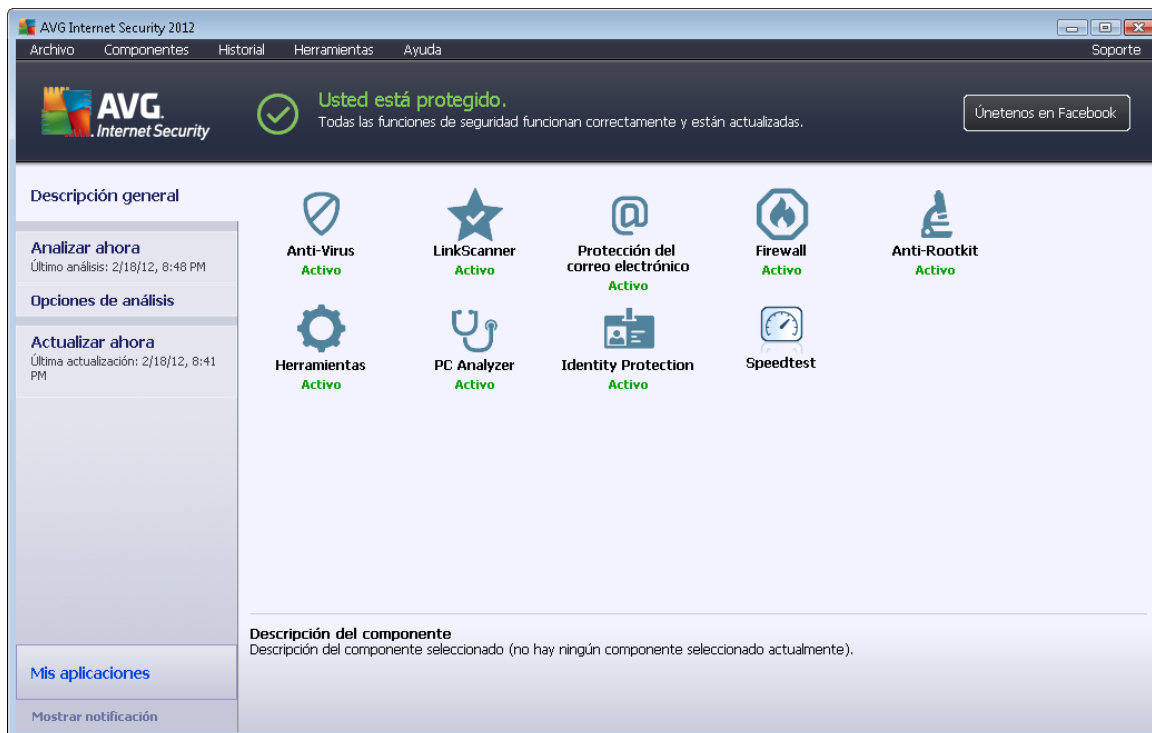 AVG Internet Security 2012
Archivo Componentes Historial Herramientas Ayuda Soporte
AVG.
Internet Security
Usted está protegido.
Todas las funciones de seguridad funcionan correctamente y están actualizadas.
Únetenos en Facebook
Descripción general
Analizar ahora
Último análisis: 2/18/12, 8:48 PM
Opciones de análisis
Actualizar ahora
Última actualización: 2/18/12, 8:41
PM
Anti-Virus
Activo
LinkScanner
Activo
Protección del
correo electrónico
Activo
Firewall
Activo
Anti-Rootkit
Activo
Herramientas
Activo
PC Analyzer
Activo
Identity Protection
Activo
Speedtest
Descripción del componente
Descripción del componente seleccionado (no hay ningún componente seleccionado actualmente).
Mis aplicaciones
Mostrar notificación